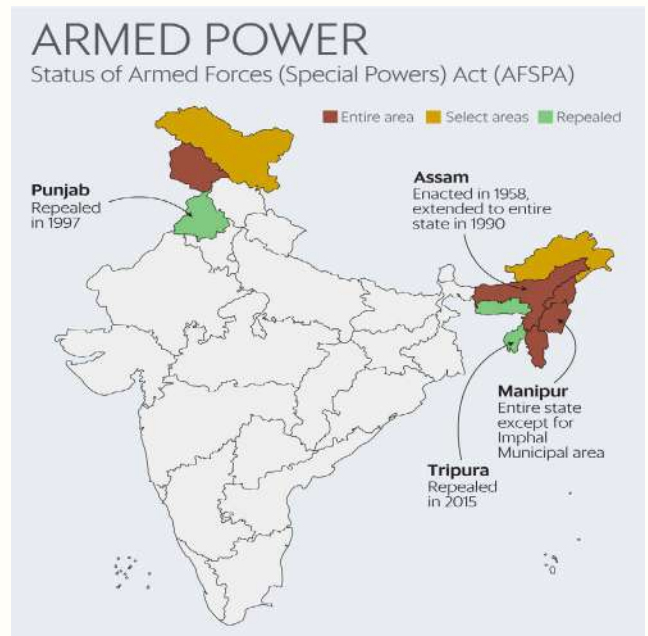 ARMED POWER
Status of Armed Forces (Special Powers) Act (AFSPA)
Entire area Select areas Repealed
Punjab
Repealed
in 1997
Assam
Enacted in 1958,
extended to entire
state in 1990
Manipur
Entire state
except for
Imphal
Municipal area
Tripura
Repealed
in 2015